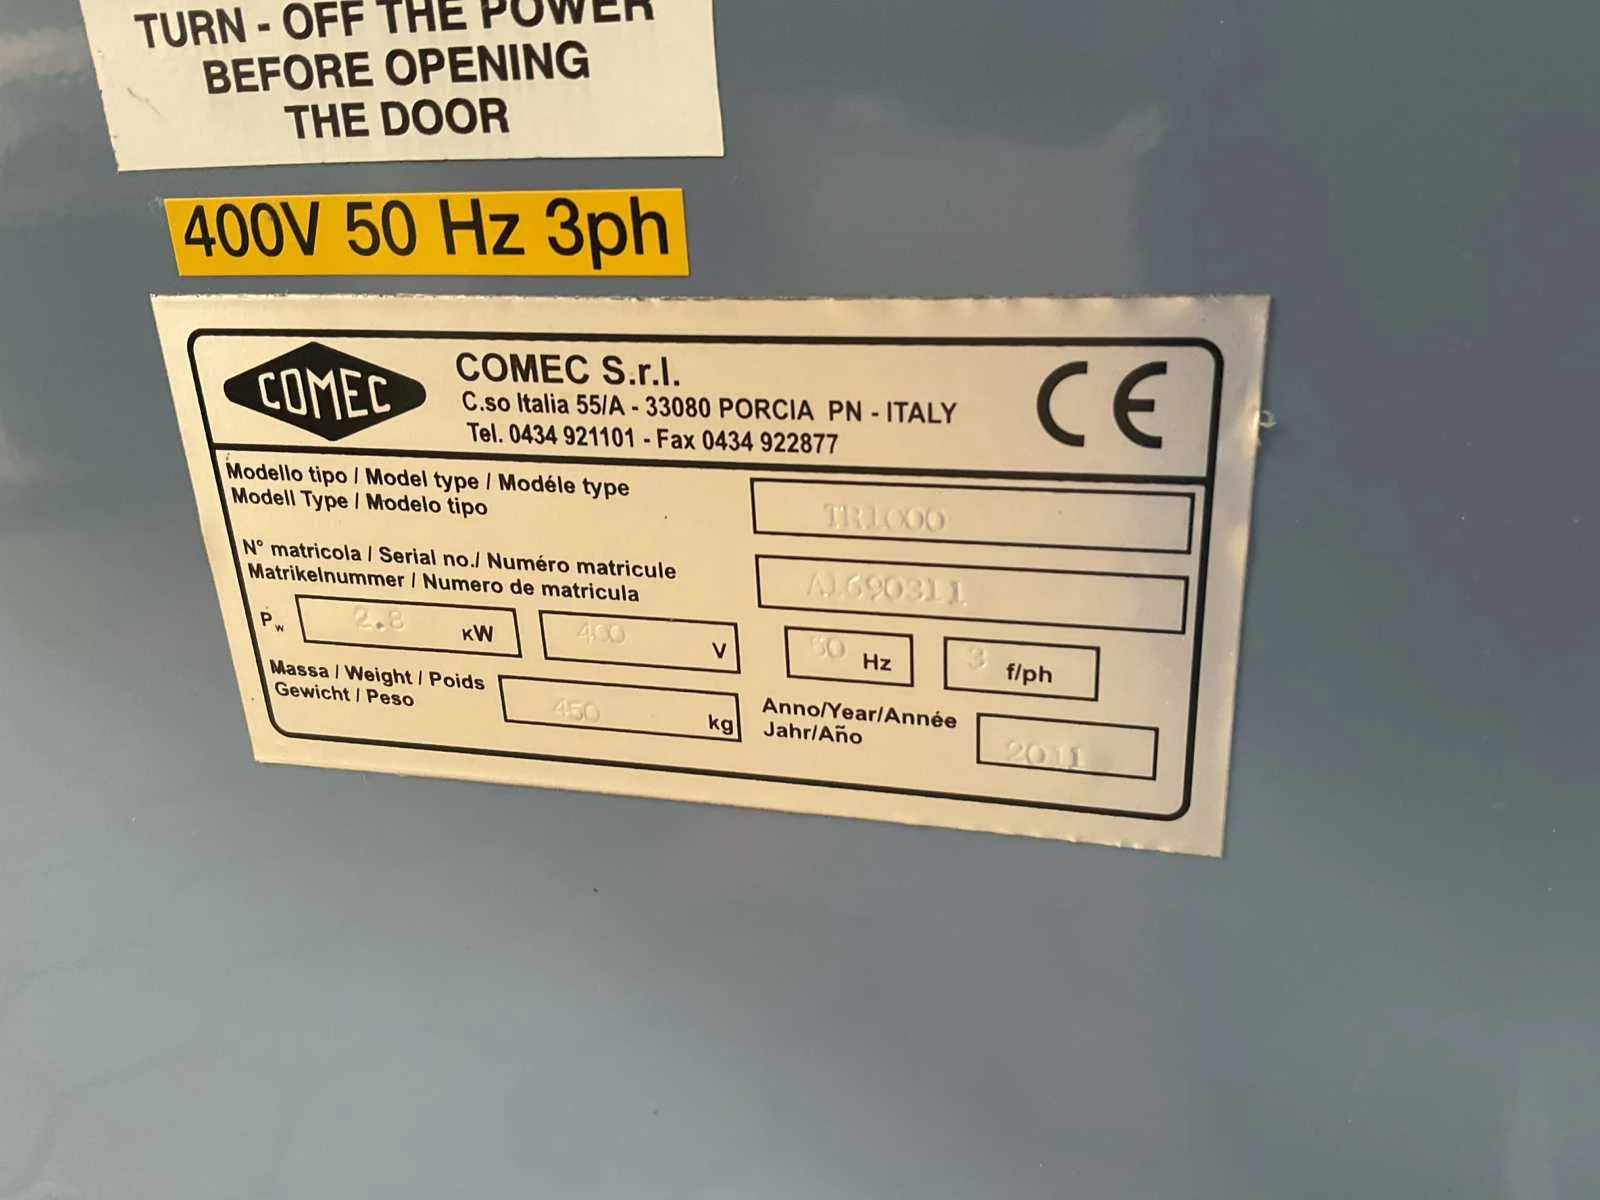 TURN - OFF THE POWER
BEFORE OPENING
THE DOOR
400V 50 Hz 3ph
COMEC
COMEC S.r.l.
C.so Italia 55/A - 33080 PORCIA PN - ITALY
Tel. 0434 921101 - Fax 0434 922877
CE
Modello tipo / Model type / Modéle type
Modell Type / Modelo tipo
TR1000
N° matricola / Serial no./ Numéro matricule
Matrikelnummer / Numero de matricula
A1690311
Pw 2.8 KW 400 V 50 Hz 3 f/ph
Massa / Weight / Poids
Gewicht / Peso
450 kg
Anno/Year/Année
Jahr/Año
2011